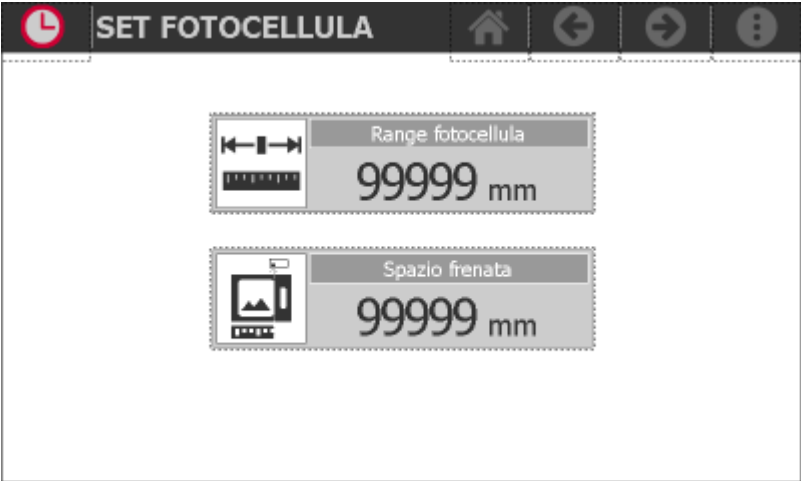 SET FOTOCELLULA
Range fotocellula
99999 mm
Spazio frenata
99999 mm